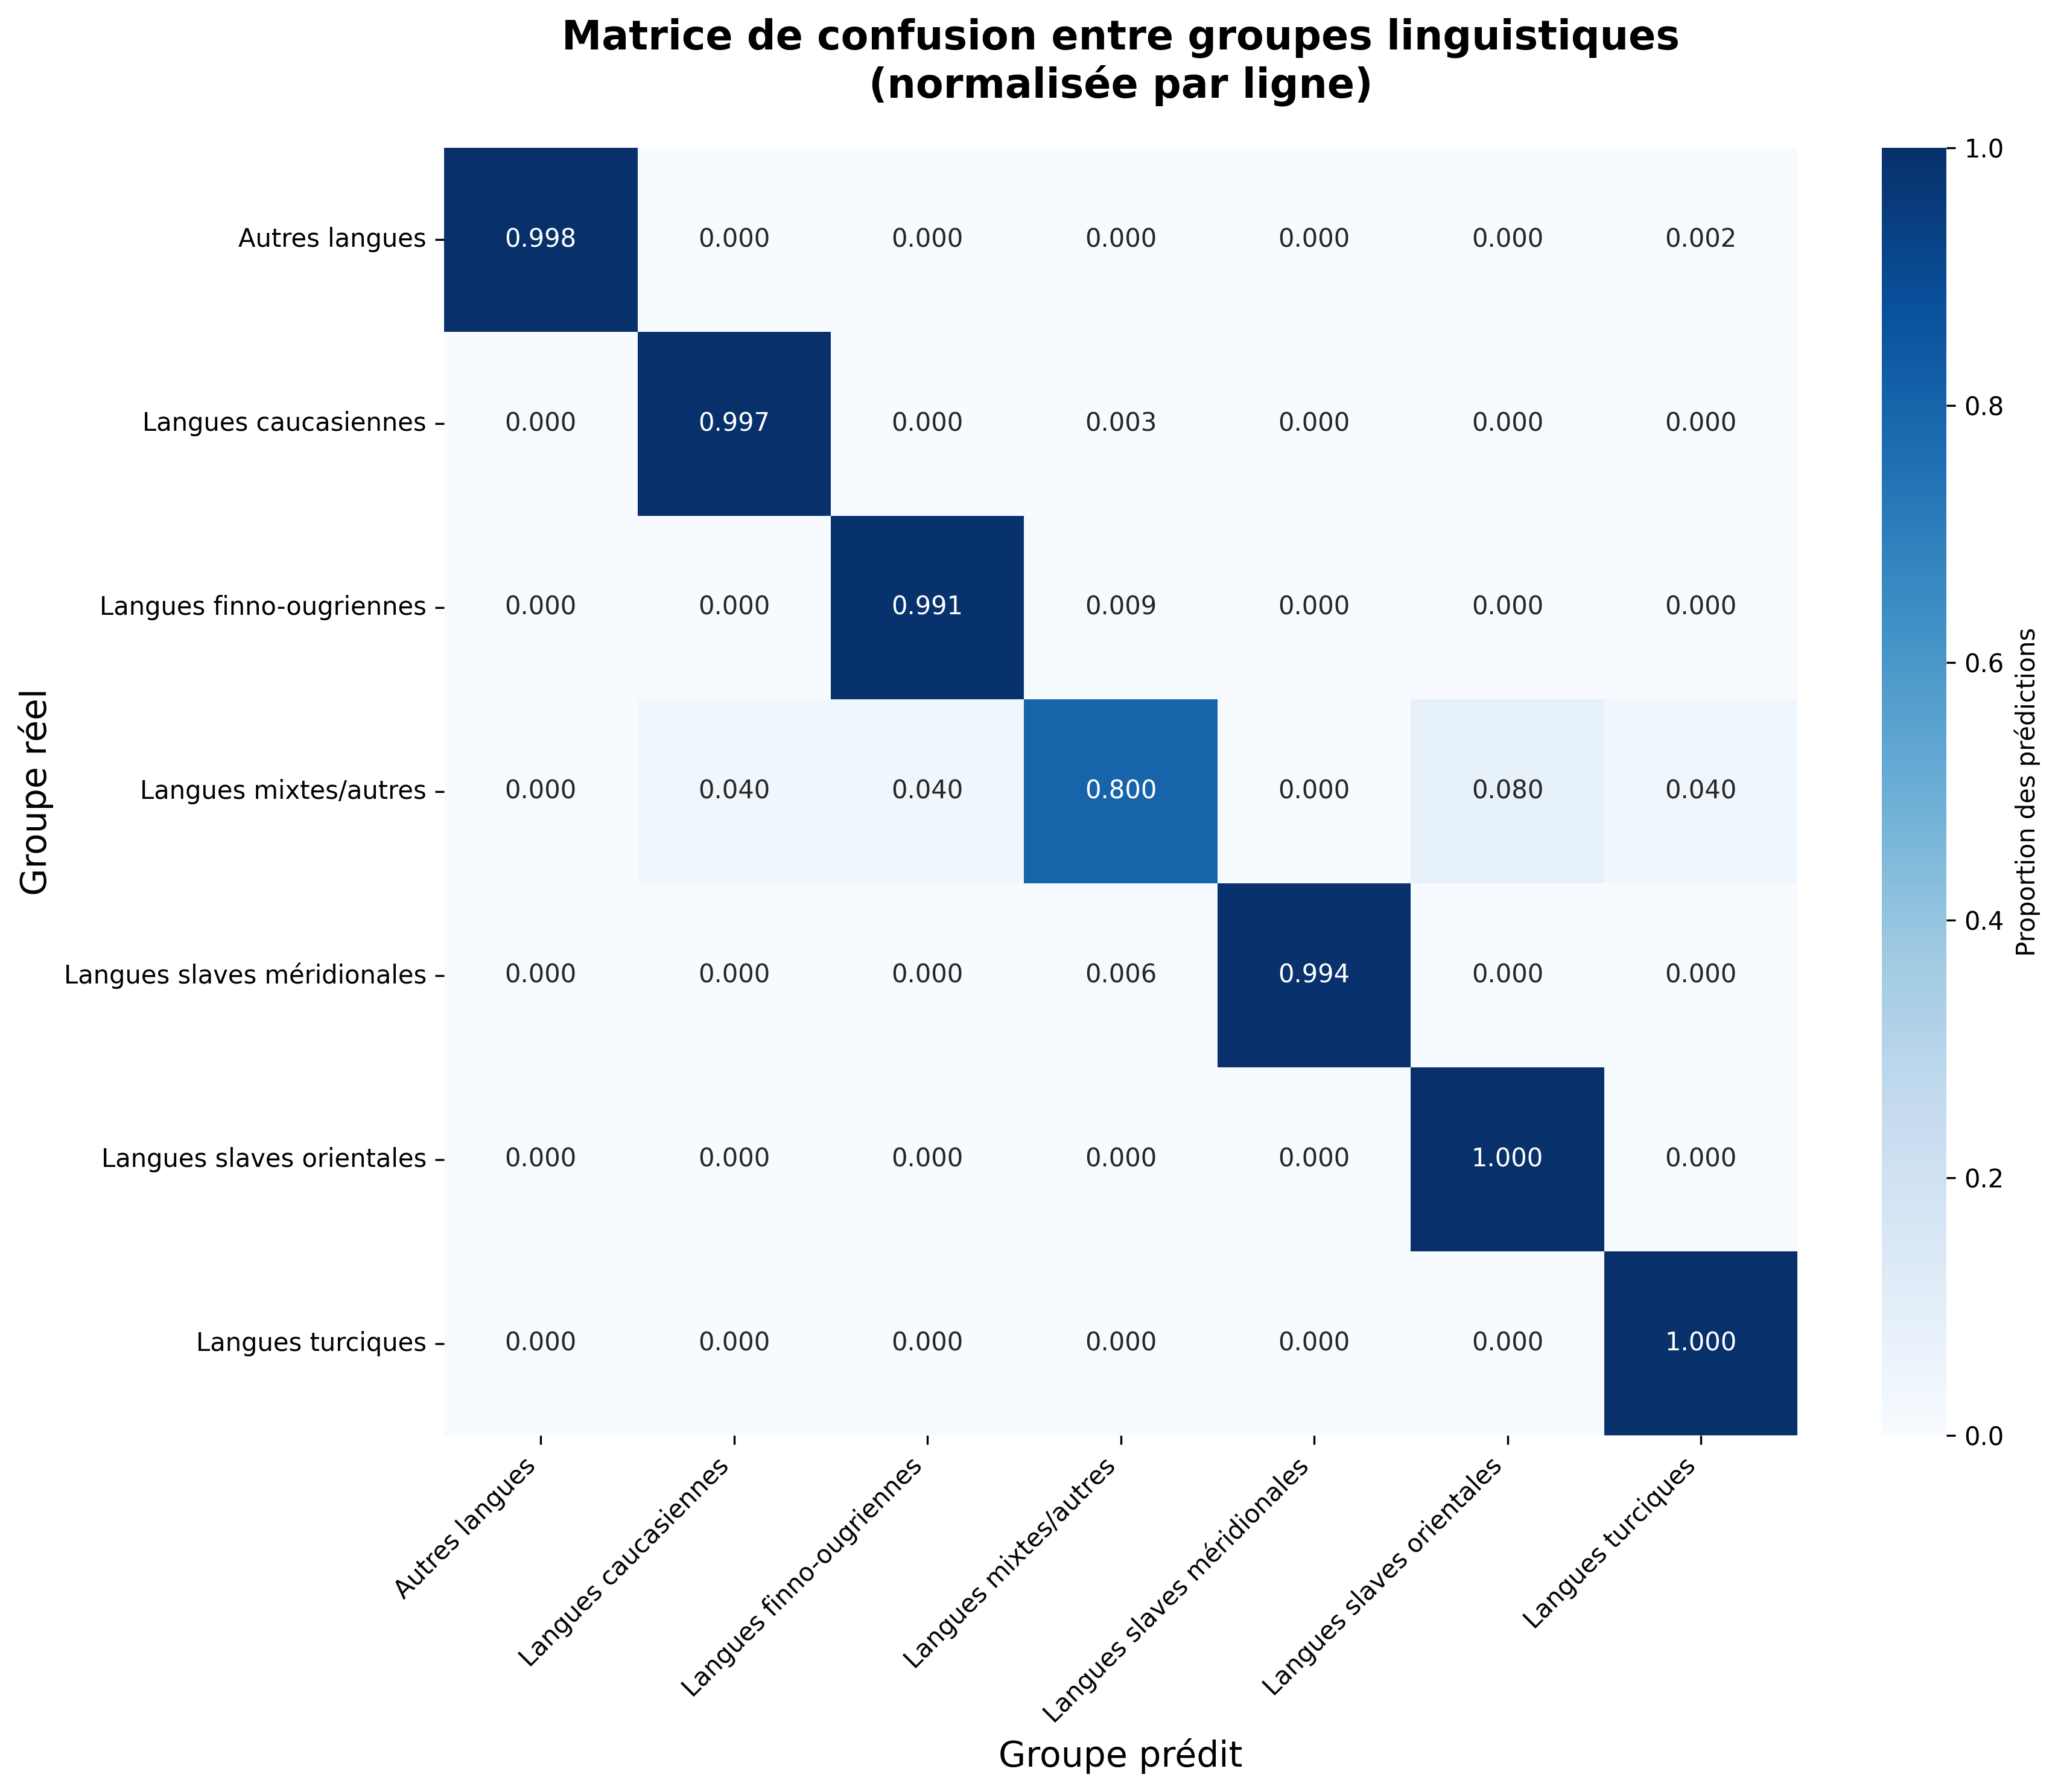 Matrice de confusion entre groupes linguistiques
(normalisée par ligne)
Groupe réel
Autres langues 0.998 0.000 0.000 0.000 0.000 0.000 0.002
Langues caucasiennes 0.000 0.997 0.000 0.003 0.000 0.000 0.000
Langues finno-ougriennes 0.000 0.000 0.991 0.009 0.000 0.000 0.000
Langues mixtes/autres 0.000 0.040 0.040 0.800 0.000 0.080 0.040
Langues slaves méridionales 0.000 0.000 0.000 0.006 0.994 0.000 0.000
Langues slaves orientales 0.000 0.000 0.000 0.000 0.000 1.000 0.000
Langues turciques 0.000 0.000 0.000 0.000 0.000 0.000 1.000
Autres langues
Langues caucasiennes
Langues finno-ougriennes
Langues mixtes/autres
Langues slaves méridionales
Langues slaves orientales
Langues turciques
Groupe prédit
1.0
0.8
0.6
0.4
0.2
0.0
Proportion des prédictions